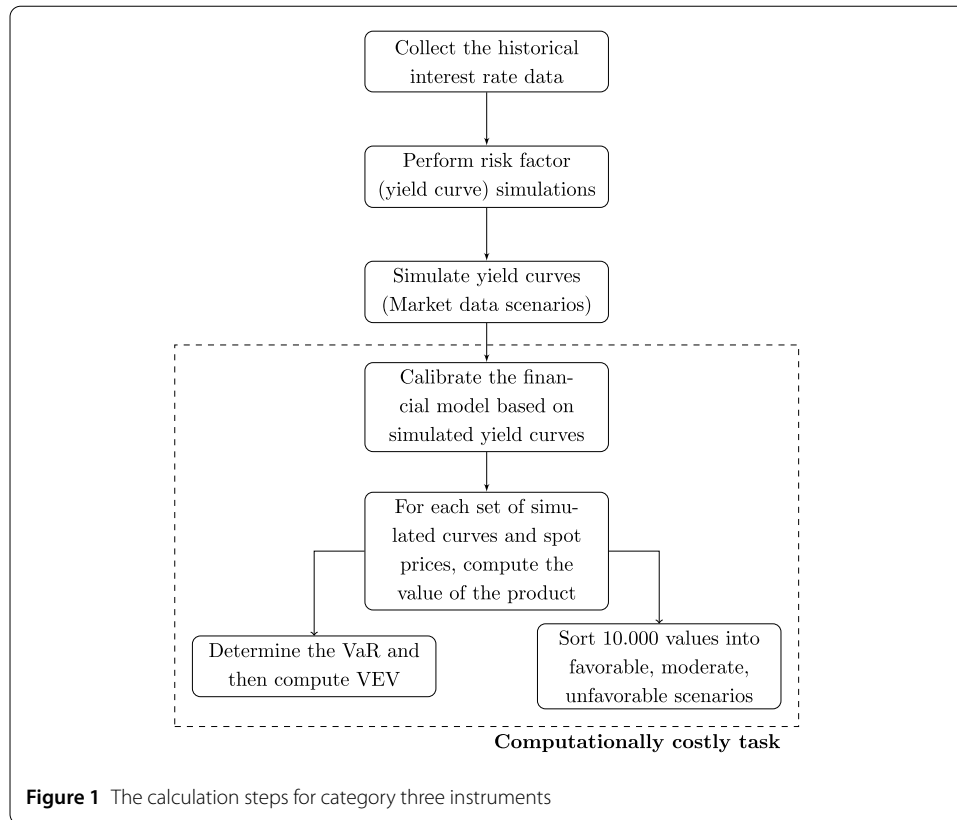 Collect the historical
interest rate data
Perform risk factor
(yield curve) simulations
Simulate yield curves
(Market data scenarios)
Calibrate the finan-
cial model based on
simulated yield curves
For each set of simu-
lated curves and spot
prices, compute the
value of the product
Determine the VaR and
then compute VEV
Sort 10.000 values into
favorable, moderate,
unfavorable scenarios
Computationally costly task
Figure 1 The calculation steps for category three instruments